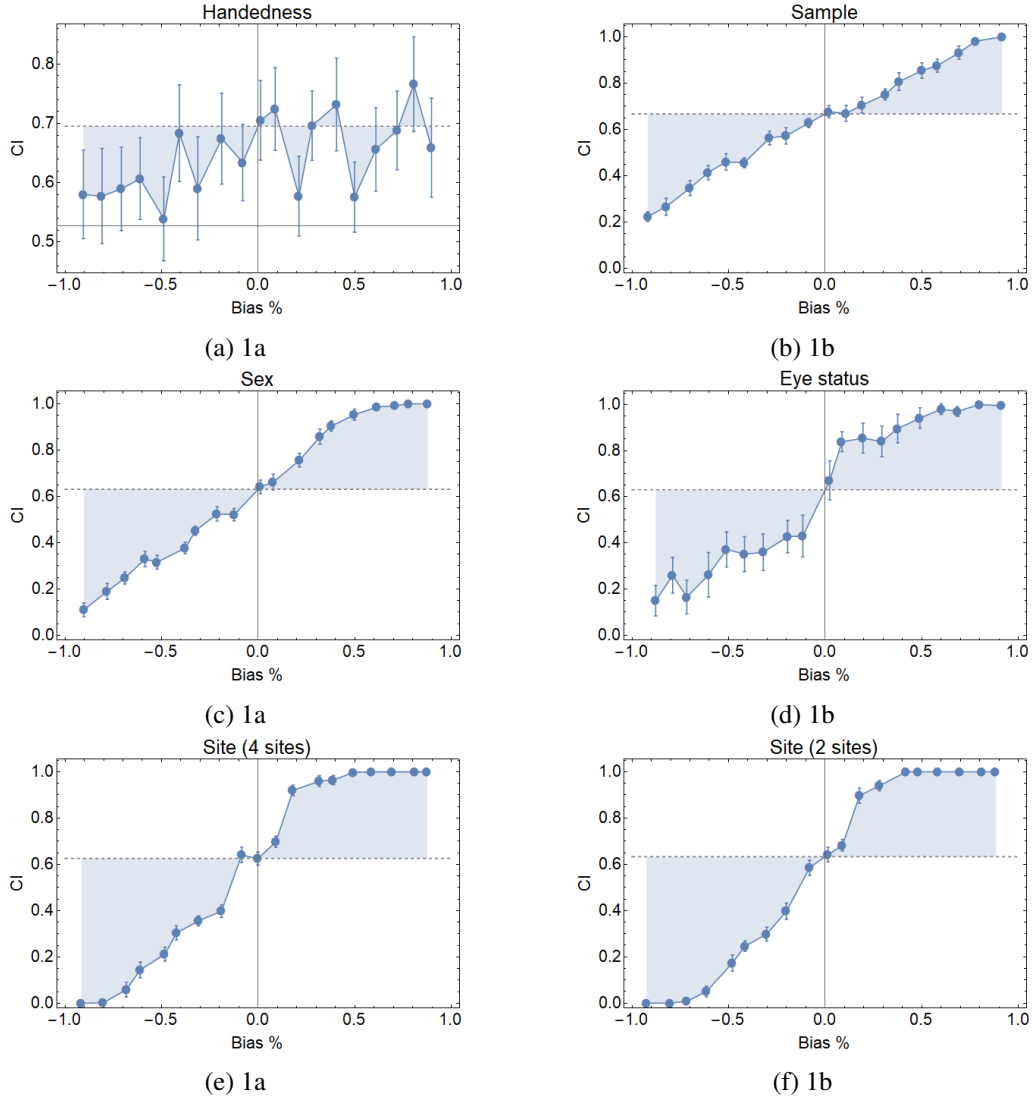 Handedness
0.8
0.7
0.6
0.5
CI
−1.0 −0.5 0.0 0.5 1.0
Bias %
(a) 1a
Sample
1.0
0.8
0.6
0.4
0.2
0.0
CI
−1.0 −0.5 0.0 0.5 1.0
Bias %
(b) 1b
Sex
1.0
0.8
0.6
0.4
0.2
0.0
CI
−1.0 −0.5 0.0 0.5 1.0
Bias %
(c) 1a
Eye status
1.0
0.8
0.6
0.4
0.2
0.0
CI
−1.0 −0.5 0.0 0.5 1.0
Bias %
(d) 1b
Site (4 sites)
1.0
0.8
0.6
0.4
0.2
0.0
CI
−1.0 −0.5 0.0 0.5 1.0
Bias %
(e) 1a
Site (2 sites)
1.0
0.8
0.6
0.4
0.2
0.0
CI
−1.0 −0.5 0.0 0.5 1.0
Bias %
(f) 1b